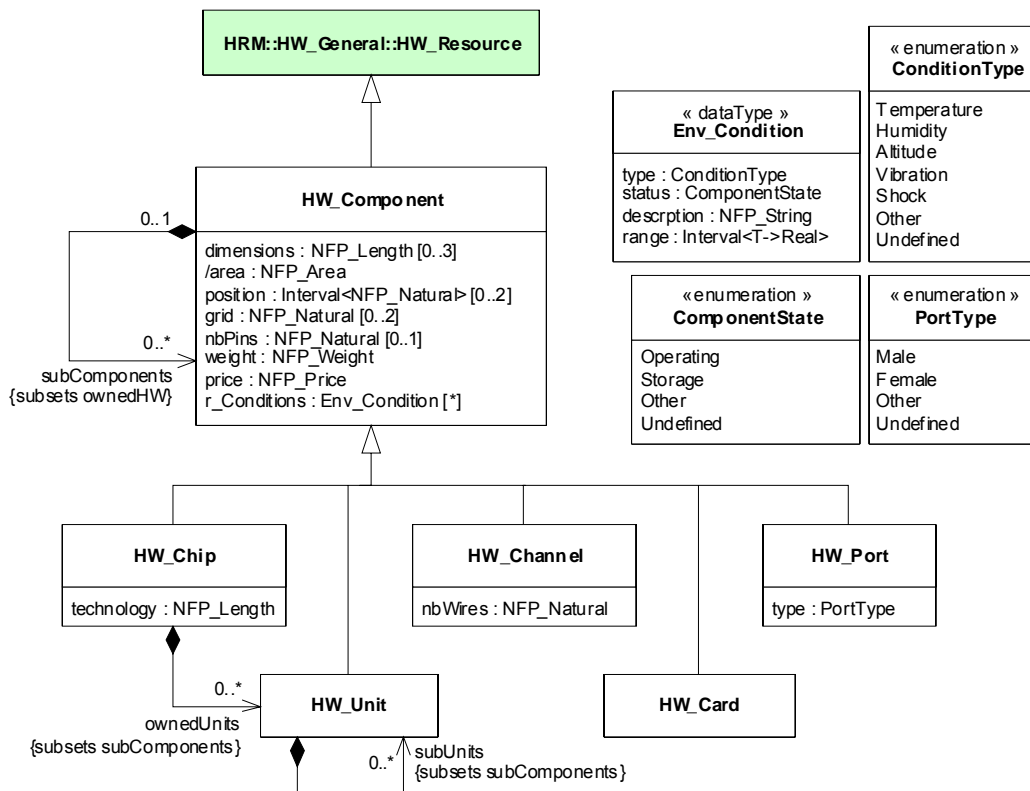 HRM::HW_General::HW_Resource
« enumeration »
ConditionType
Temperature
Humidity
Altitude
Vibration
Shock
Other
Undefined
« dataType »
Env_Condition
type : ConditionType
status : ComponentState
descrption : NFP_String
range : Interval<T->Real>
HW_Component
0..1
dimensions : NFP_Length [0..3]
/area : NFP_Area
position : Interval<NFP_Natural> [0..2]
grid : NFP_Natural [0..2]
nbPins : NFP_Natural [0..1]
weight : NFP_Weight
price : NFP_Price
r_Conditions : Env_Condition [*]
0..*
subComponents
{subsets ownedHW}
« enumeration »
ComponentState
Operating
Storage
Other
Undefined
« enumeration »
PortType
Male
Female
Other
Undefined
HW_Chip
technology : NFP_Length
HW_Channel
nbWires : NFP_Natural
HW_Port
type : PortType
0..*
ownedUnits
{subsets subComponents}
HW_Unit
HW_Card
0..*
subUnits
{subsets subComponents}